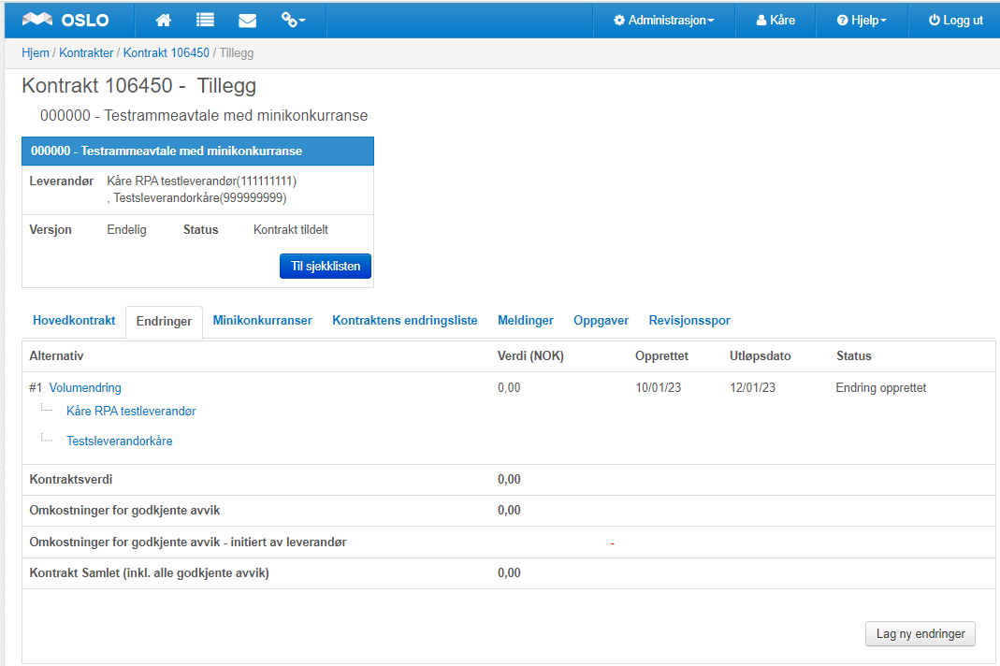 OSLO Administrasjon Kåre Hjelp Logg ut
Hjem / Kontrakter / Kontrakt 106450 / Tillegg
Kontrakt 106450 - Tillegg
000000 - Testrammeavtale med minikonkurranse
000000 - Testrammeavtale med minikonkurranse
Leverandør Kåre RPA testleverandør(111111111)
, Testsleverandorkåre(999999999)
Versjon Endelig Status Kontrakt tildelt
Til sjekklisten
Hovedkontrakt Endringer Minikonkurranser Kontraktens endringsliste Meldinger Oppgaver Revisjonsspor
Alternativ Verdi (NOK) Opprettet Utløpsdato Status
#1 Volumendring 0,00 10/01/23 12/01/23 Endring opprettet
Kåre RPA testleverandør
Testsleverandorkåre
Kontraktsverdi 0,00
Omkostninger for godkjente avvik 0,00
Omkostninger for godkjente avvik - initiert av leverandør -
Kontrakt Samlet (inkl. alle godkjente avvik) 0,00
Lag ny endringer